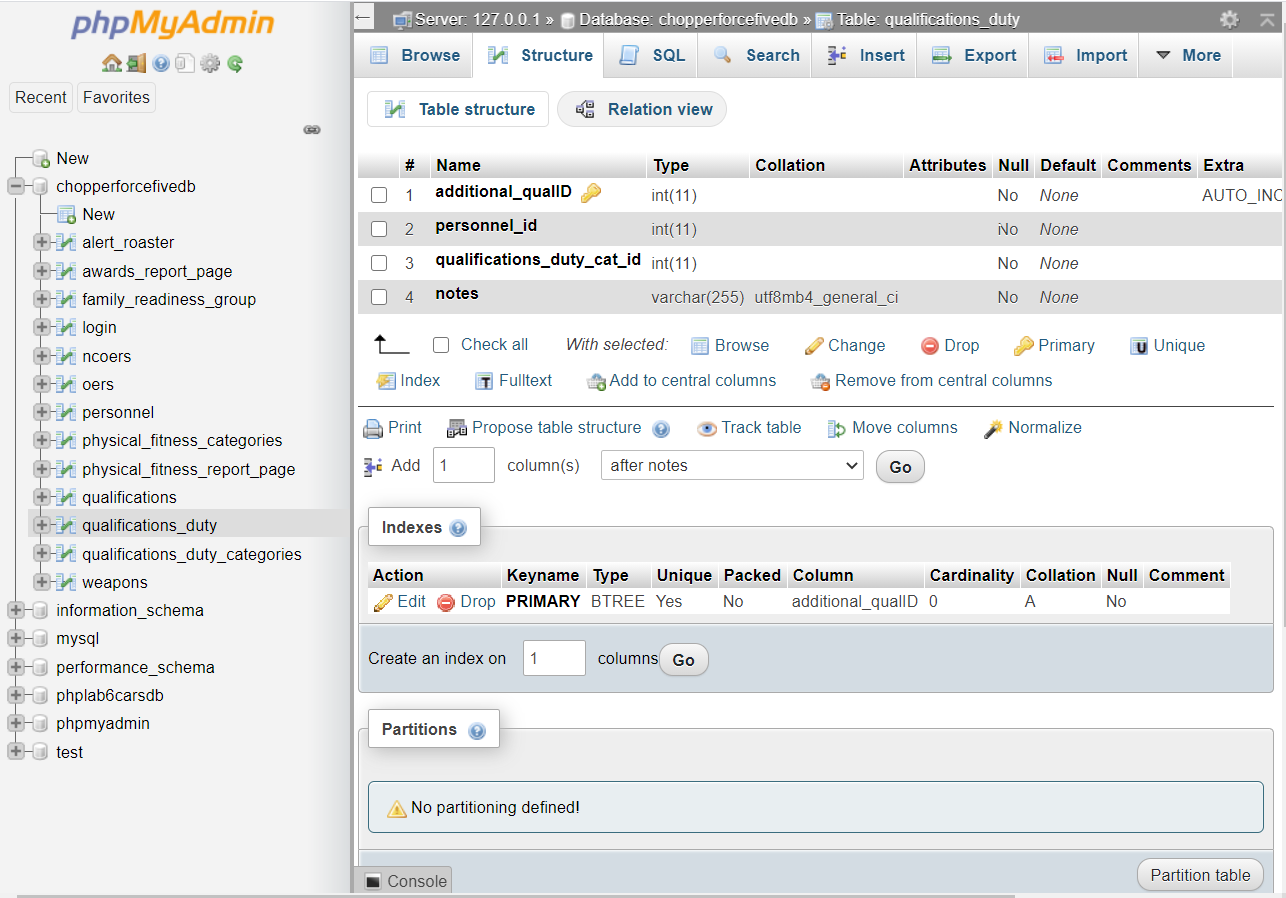 phpMyAdmin
Recent Favorites
New
chopperforcefivedb
New
alert_roaster
awards_report_page
family_readiness_group
login
ncoers
oers
personnel
physical_fitness_categories
physical_fitness_report_page
qualifications
qualifications_duty
qualifications_duty_categories
weapons
information_schema
mysql
performance_schema
phplab6carsdb
phpmyadmin
test
Server: 127.0.0.1 » Database: chopperforcefivedb » Table: qualifications_duty
Browse Structure SQL Search Insert Export Import More
Table structure Relation view
# Name Type Collation Attributes Null Default Comments Extra
1 additional_qualID int(11) No None AUTO_INC
2 personnel_id int(11) No None
3 qualifications_duty_cat_id int(11) No None
4 notes varchar(255) utf8mb4_general_ci No None
Check all With selected: Browse Change Drop Primary Unique
Index Fulltext Add to central columns Remove from central columns
Print Propose table structure Track table Move columns Normalize
Add 1 column(s) after notes Go
Indexes
Action Keyname Type Unique Packed Column Cardinality Collation Null Comment
Edit Drop PRIMARY BTREE Yes No additional_qualID 0 A No
Create an index on 1 columns Go
Partitions
No partitioning defined!
Partition table
Console